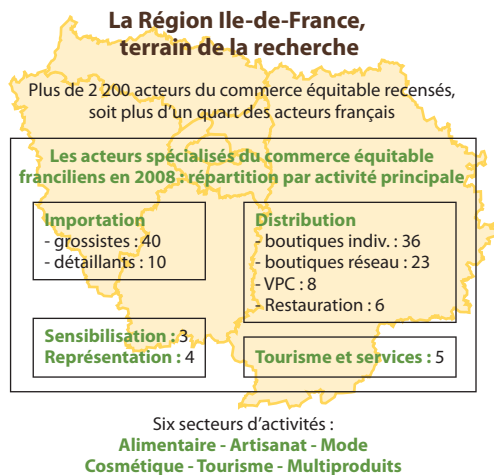 La Région Ile-de-France,
terrain de la recherche
Plus de 2 200 acteurs du commerce équitable recensés,
soit plus d'un quart des acteurs français
Les acteurs spécialisés du commerce équitable
franciliens en 2008 : répartition par activité principale
Importation
- grossistes : 40
- détaillants : 10
Distribution
- boutiques indiv. : 36
- boutiques réseau : 23
- VPC : 8
- Restauration : 6
Sensibilisation : 3
Représentation : 4
Tourisme et services : 5
Six secteurs d'activités :
Alimentaire - Artisanat - Mode
Cosmétique - Tourisme - Multiproduits